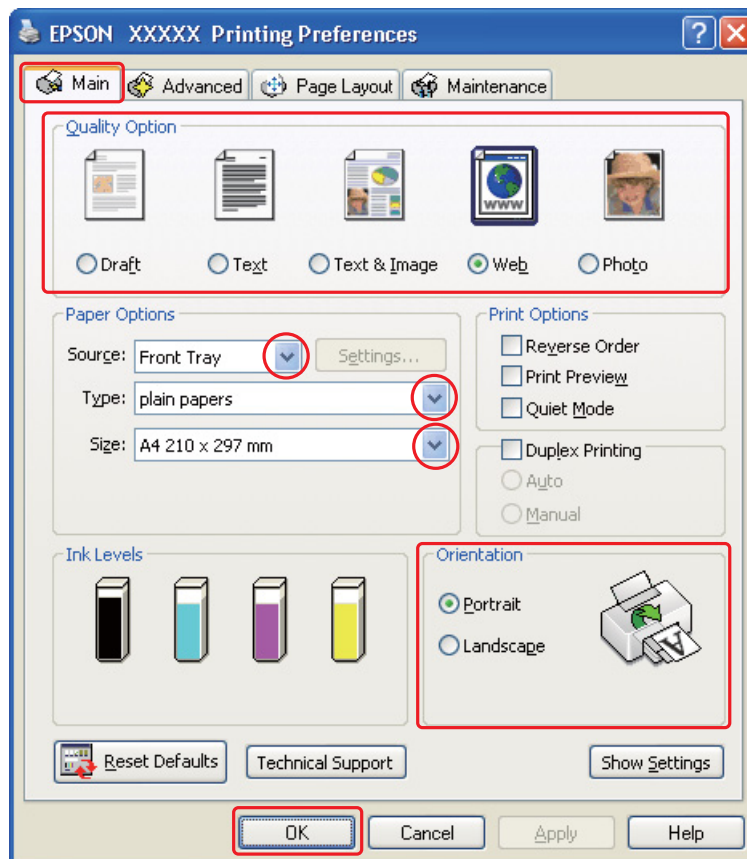 EPSON XXXXX Printing Preferences
Main Advanced Page Layout Maintenance
Quality Option
WWW
Draft Text Text & Image Web Photo
Paper Options
Source: Front Tray Settings...
Type: plain papers
Size: A4 210 x 297 mm
Print Options
Reverse Order
Print Preview
Quiet Mode
Duplex Printing
Auto
Manual
Ink Levels
Orientation
Portrait
Landscape
A
Reset Defaults Technical Support Show Settings
OK Cancel Apply Help